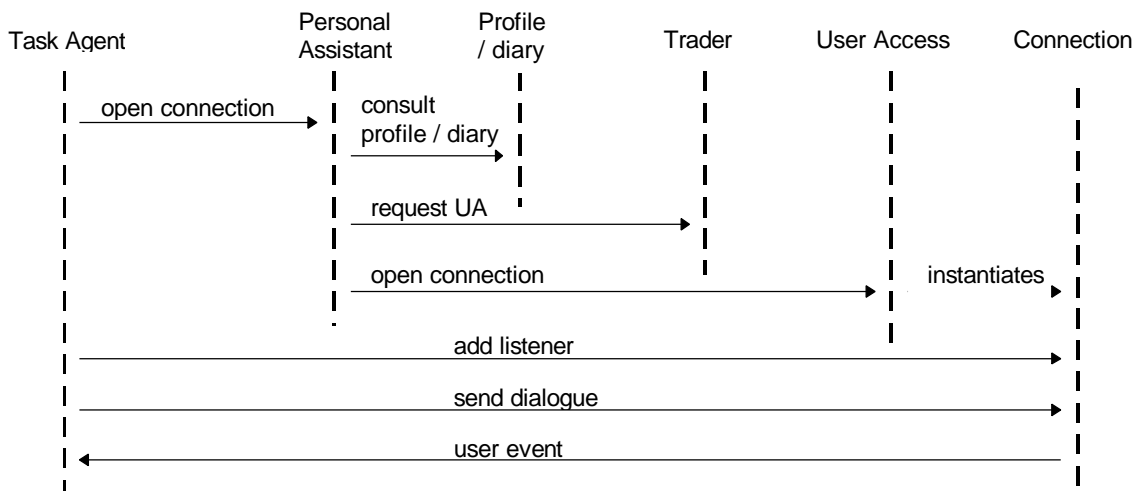 Task Agent
Personal
Assistant
Profile
/ diary
Trader
User Access
Connection
open connection
consult
profile / diary
request UA
open connection
instantiates
add listener
send dialogue
user event